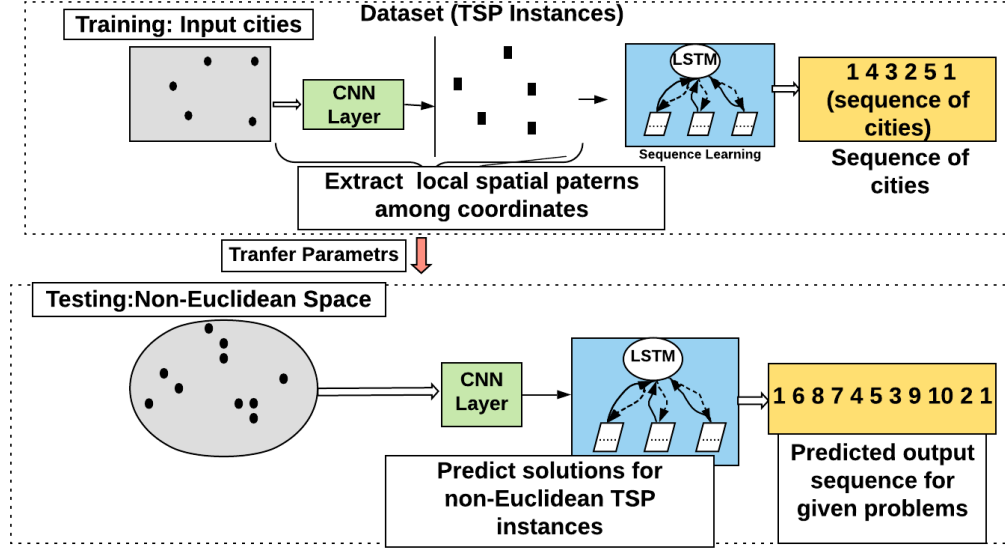 Dataset (TSP Instances)
Training: Input cities
CNN
Layer
LSTM
Sequence Learning
1 4 3 2 5 1
(sequence of
cities)
Sequence of
cities
Extract local spatial paterns
among coordinates
Tranfer Parametrs
Testing:Non-Euclidean Space
CNN
Layer
LSTM
1 6 8 7 4 5 3 9 10 2 1
Predict solutions for
non-Euclidean TSP
instances
Predicted output
sequence for
given problems